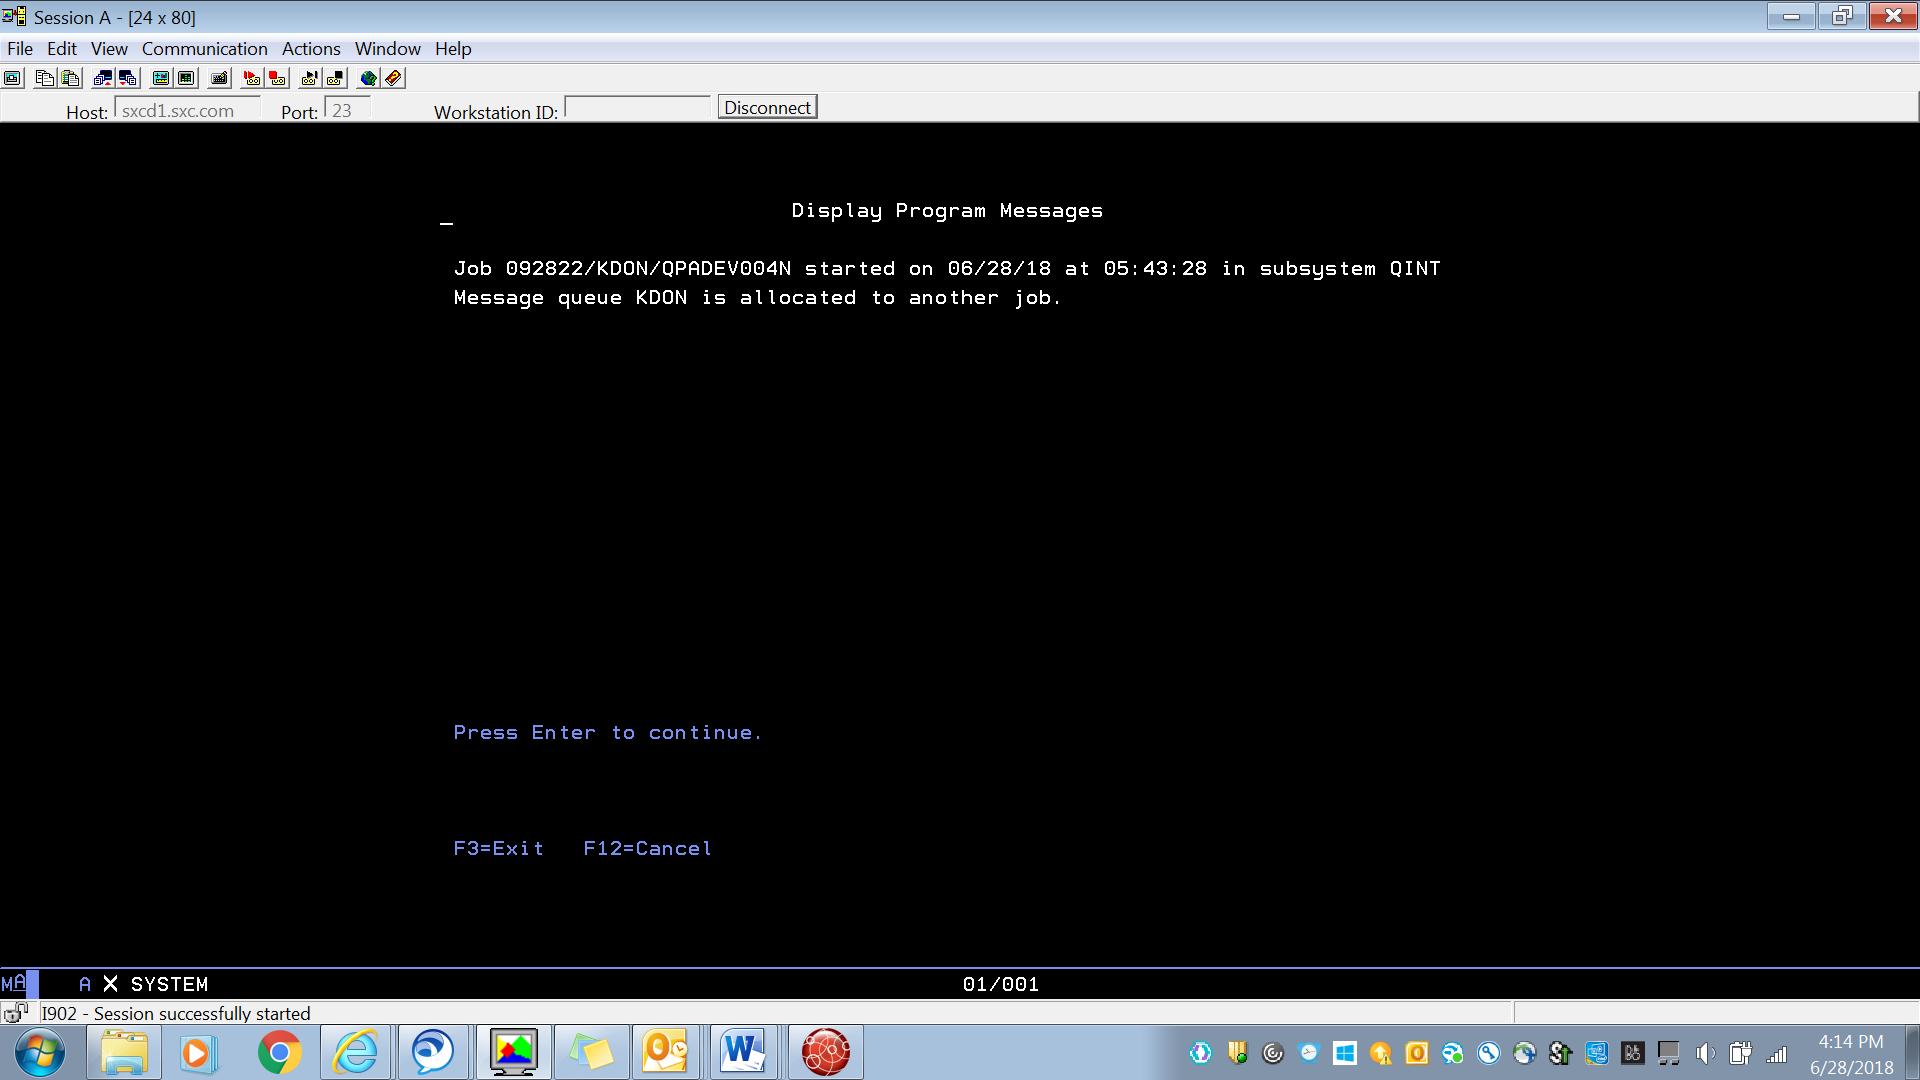 Session A - [24 x 80]
File Edit View Communication Actions Window Help
Host: sxcd1.sxc.com Port: 23 Workstation ID: Disconnect
Display Program Messages
Job 092822/KDON/QPADEV004N started on 06/28/18 at 05:43:28 in subsystem QINT
Message queue KDON is allocated to another job.
Press Enter to continue.
F3=Exit F12=Cancel
MA A X SYSTEM 01/001
I902 - Session successfully started
4:14 PM
6/28/2018